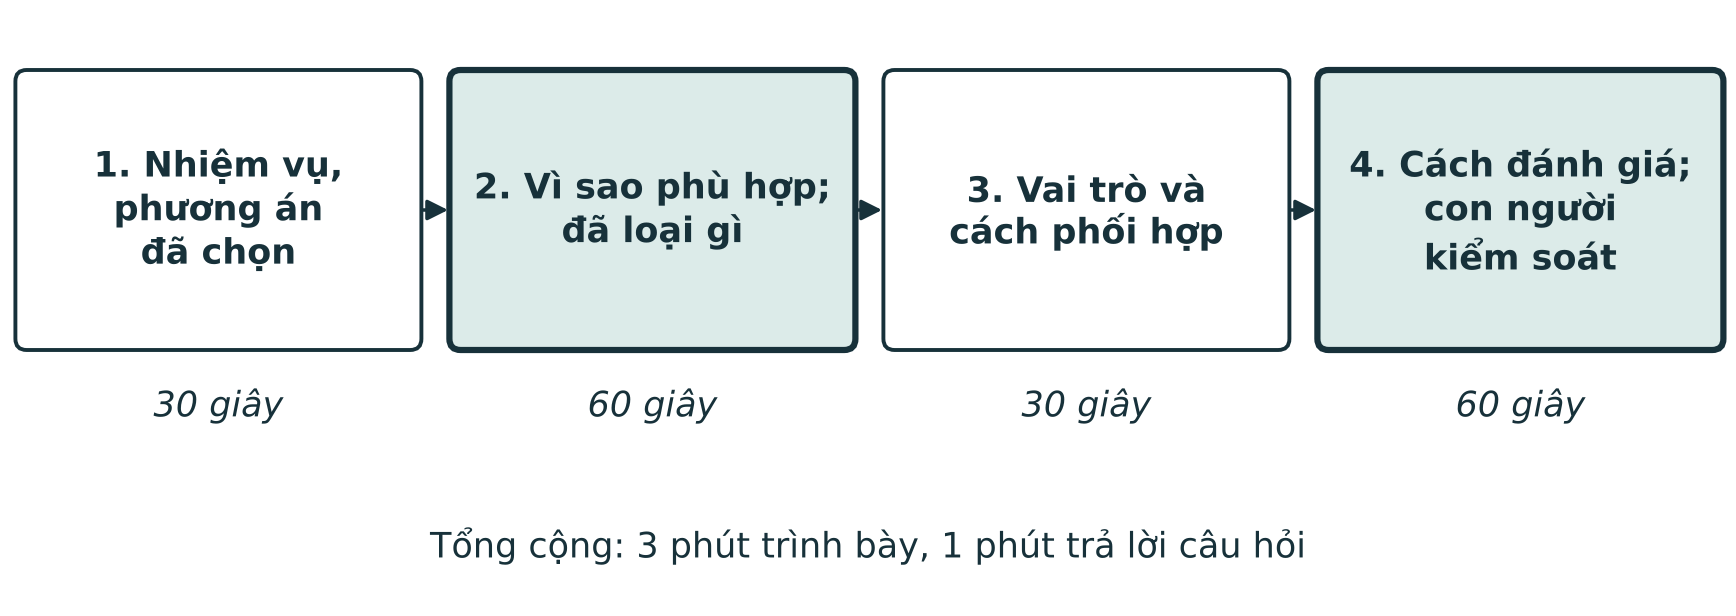 1. Nhiệm vụ,
phương án
đã chọn
2. Vì sao phù hợp;
đã loại gì
3. Vai trò và
cách phối hợp
4. Cách đánh giá;
con người
kiểm soát
30 giây
60 giây
30 giây
60 giây
Tổng cộng: 3 phút trình bày, 1 phút trả lời câu hỏi